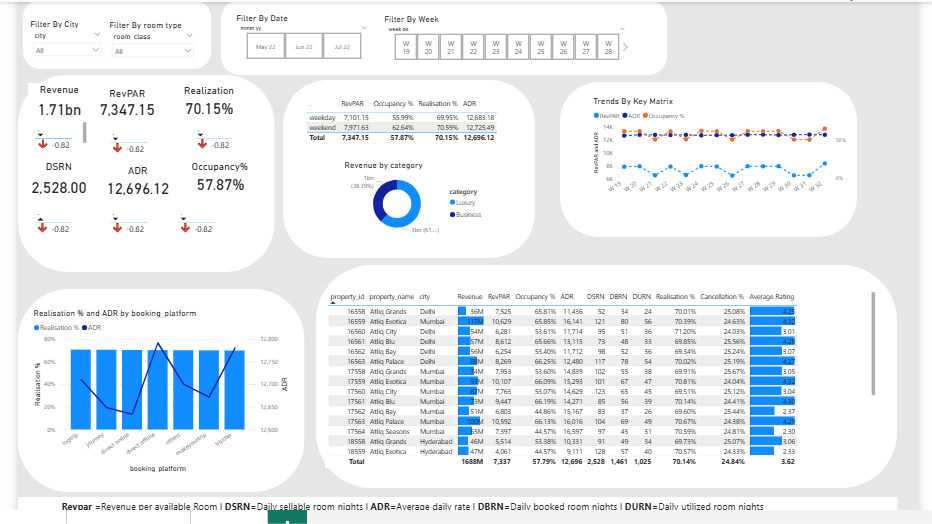 Filter By City
city
All
Filter By room type
room_class
All
Filter By Date
mmm yy
May 22 Jun 22 Jul 22
Filter By Week
week no
W 19 W 20 W 21 W 22 W 23 W 24 W 25 W 26 W 27 W 28
Revenue RevPAR Realization
1.71bn 7,347.15 70.15%
-0.82 -0.82 -0.82
DSRN ADR Occupancy%
2,528.00 12,696.12 57.87%
-0.82 -0.82 -0.82
. RevPAR Occupancy % Realisation % ADR
weekday 7,101.15 55.99% 69.95% 12,683.18
weekend 7,971.63 62.64% 70.59% 12,725.49
Total 7,347.15 57.87% 70.15% 12,696.12
Revenue by category
1bn
(38.39%)
1bn (61....)
category
Luxury
Business
Trends By Key Matrix
RevPAR ADR Occupancy %
RevPAR and ADR
14K
12K
10K
8K
6K
50%
0%
W 19 W 20 W 21 W 22 W 23 W 24 W 25 W 26 W 27 W 28 W 29 W 30 W 31 W 32
Realisation % and ADR by booking_platform
Realisation % ADR
Realisation %
80%
60%
40%
20%
0%
ADR
12,800
12,750
12,700
12,650
12,600
logtrip journey direct online direct offline others makeyourtrip tripster
booking_platform
property_id property_name city Revenue RevPAR Occupancy % ADR DSRN DBRN DURN Realisation % Cancellation % Average Rating
16558 Atliq Grands Delhi 36M 7,525 65.81% 11,436 52 34 24 70.01% 25.08% 4.25
16559 Atliq Exotica Mumbai 117M 10,629 65.85% 16,141 121 80 56 70.39% 24.63% 4.32
16560 Atliq City Delhi 54M 6,281 53.61% 11,714 95 51 36 71.20% 24.03% 3.01
16561 Atliq Blu Delhi 57M 8,612 65.66% 13,115 73 48 33 69.85% 25.56% 4.28
16562 Atliq Bay Delhi 56M 6,254 53.40% 11,712 98 52 36 69.34% 25.24% 3.07
16563 Atliq Palace Delhi 8,269 66.25% 12,480 117 78 54 70.02% 25.19% 4.27
17558 Atliq Grands Mumbai 74M 7,953 53.60% 14,839 102 55 38 69.91% 25.67% 3.05
17559 Atliq Exotica Mumbai 10,107 66.09% 15,293 101 67 47 70.81% 24.04% 4.32
17560 Atliq City Mumbai 7,763 53.07% 14,629 123 65 45 69.51% 25.12% 3.04
17561 Atliq Blu Mumbai 9,447 66.19% 14,271 85 56 39 70.14% 24.41% 4.30
17562 Atliq Bay Mumbai 51M 6,803 44.86% 15,167 83 37 26 69.60% 25.44% 2.37
17563 Atliq Palace Mumbai 10,592 66.13% 16,016 104 69 49 70.67% 24.38% 4.29
17564 Atliq Seasons Mumbai 65M 7,397 44.57% 16,597 97 43 31 70.59% 24.81% 2.30
18558 Atliq Grands Hyderabad 46M 5,514 53.38% 10,331 91 49 34 69.73% 25.07% 3.06
18559 Atliq Exotica Hyderabad 47M 4,061 44.57% 9,111 128 57 40 70.57% 24.33% 2.33
Total 1688M 7,337 57.79% 12,696 2,528 1,461 1,025 70.14% 24.84% 3.62
Revpar =Revenue per available Room | DSRN=Daily sellable room nights | ADR=Average daily rate | DBRN=Daily booked room nights | DURN=Daily utilized room nights